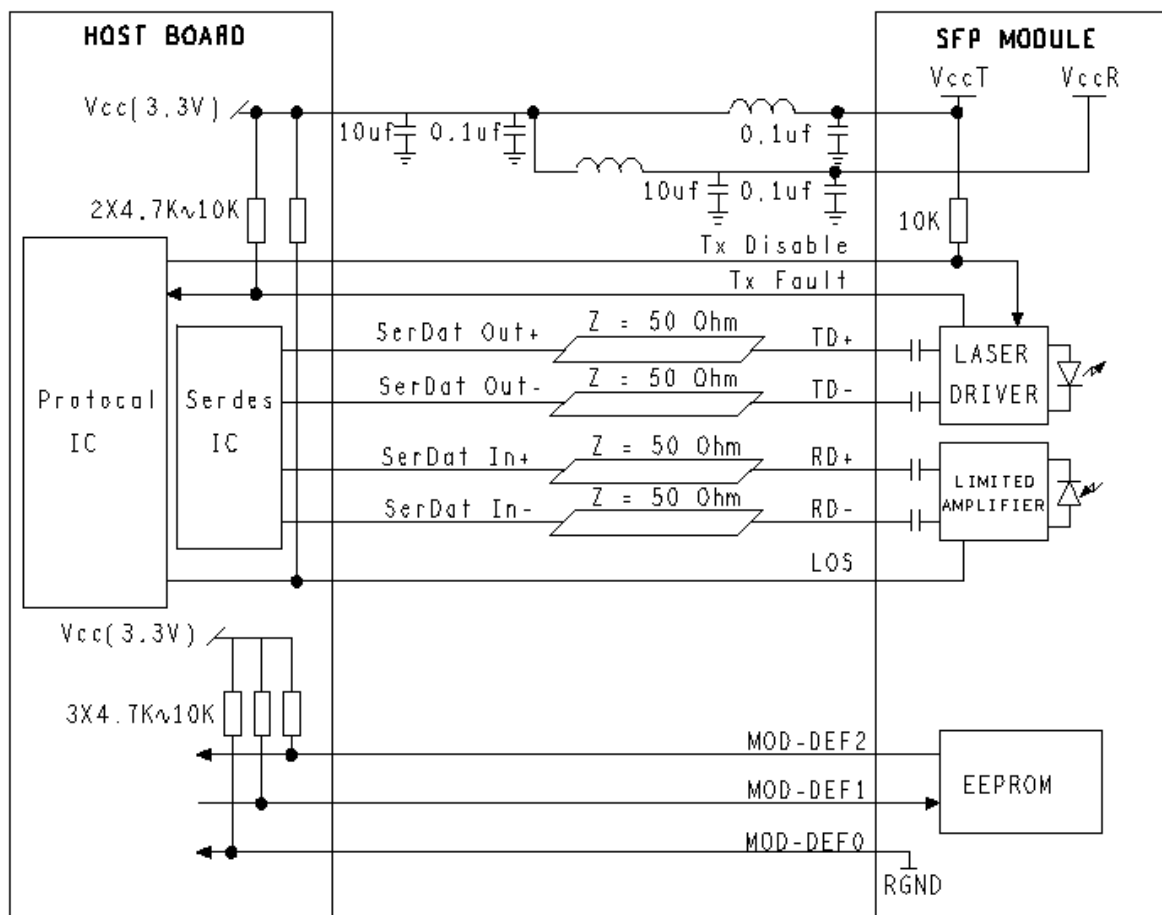 HOST BOARD
SFP MODULE
VccT
VccR
Vcc(3.3V)
10uf
0.1uf
0.1uf
10uf
0.1uf
2X4.7K∿10K
10K
Tx Disable
Tx Fault
SerDat Out+
Z = 50 Ohm
TD+
SerDat Out-
Z = 50 Ohm
TD-
LASER
DRIVER
Protocal
IC
Serdes
IC
SerDat In+
Z = 50 Ohm
RD+
SerDat In-
Z = 50 Ohm
RD-
LIMITED
AMPLIFIER
LOS
Vcc(3.3V)
3X4.7K∿10K
MOD-DEF2
MOD-DEF1
MOD-DEF0
EEPROM
RGND